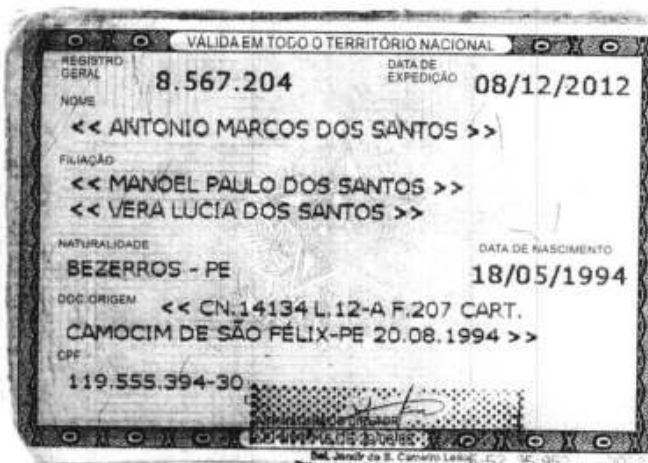 VÁLIDA EM TODO O TERRITÓRIO NACIONAL
REGISTRO GERAL 8.567.204 DATA DE EXPEDIÇÃO 08/12/2012
NOME
<< ANTONIO MARCOS DOS SANTOS >>
FILIAÇÃO
<< MANOEL PAULO DOS SANTOS >>
<< VERA LUCIA DOS SANTOS >>
NATURALIDADE DATA DE NASCIMENTO
BEZERROS - PE 18/05/1994
DOC.ORIGEM << CN.14134 L.12-A F.207 CART.
CAMOCIM DE SÃO FÉLIX-PE 20.08.1994 >>
CPF
119.555.394-30